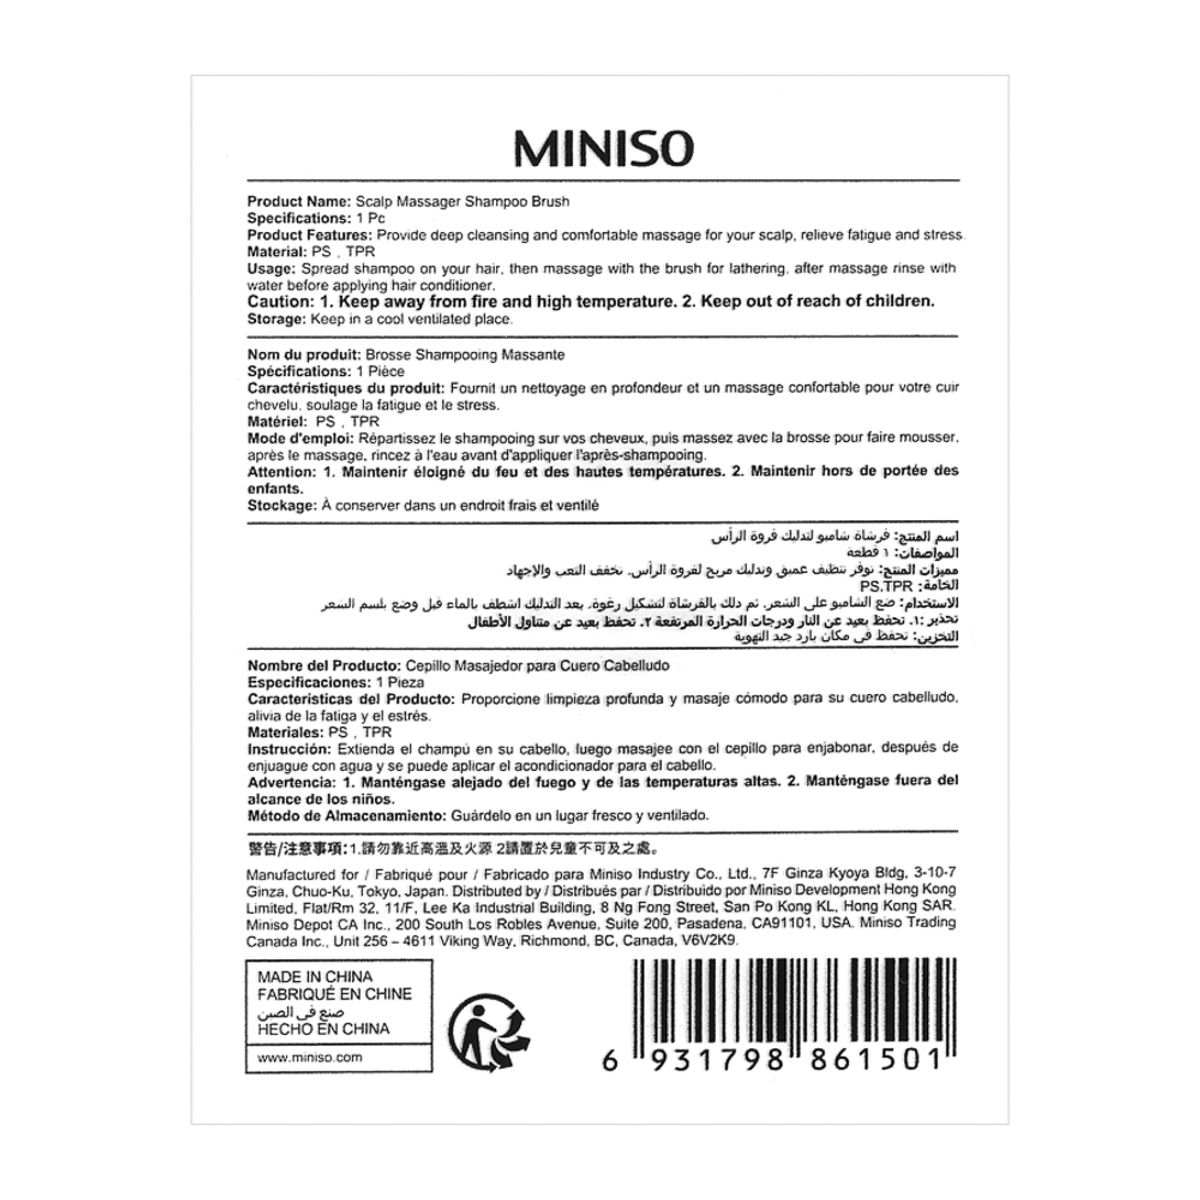 MINISO
Product Name: Scalp Massager Shampoo Brush
Specifications: 1 Pc
Product Features: Provide deep cleansing and comfortable massage for your scalp, relieve fatigue and stress.
Material: PS , TPR
Usage: Spread shampoo on your hair, then massage with the brush for lathering, after massage rinse with
water before applying hair conditioner.
Caution: 1. Keep away from fire and high temperature. 2. Keep out of reach of children.
Storage: Keep in a cool ventilated place.
Nom du produit: Brosse Shampooing Massante
Spécifications: 1 Pièce
Caractéristiques du produit: Fournit un nettoyage en profondeur et un massage confortable pour votre cuir
chevelu, soulage la fatigue et le stress.
Matériel: PS , TPR
Mode d'emploi: Répartissez le shampooing sur vos cheveux, puis massez avec la brosse pour faire mousser,
après le massage, rincez à l'eau avant d'appliquer l'après-shampooing.
Attention: 1. Maintenir éloigné du feu et des hautes températures. 2. Maintenir hors de portée des
enfants.
Stockage: À conserver dans un endroit frais et ventilé
اسم المنتج: فرشاة شامبو لتدليك فروة الرأس
المواصفات: ١ قطعة
مميزات المنتج: توفر تنظيف عميق وتدليك مريح لفروة الرأس، تخفف التعب والإجهاد
الخامة: PS.TPR
الاستخدام: ضع الشامبو على الشعر، ثم دلك بالفرشاة لتشكيل رغوة، بعد التدليك اشطف بالماء قبل وضع بلسم الشعر
تحذير :١. تحفظ بعيد عن النار ودرجات الحرارة المرتفعة ٢. تحفظ بعيد عن متناول الأطفال
التخزين: تحفظ في مكان بارد جيد التهوية
Nombre del Producto: Cepillo Masajedor para Cuero Cabelludo
Especificaciones: 1 Pieza
Caracteristicas del Producto: Proporcione limpieza profunda y masaje cómodo para su cuero cabelludo,
alivia de la fatiga y el estrés.
Materiales: PS , TPR
Instrucción: Extienda el champú en su cabello, fuego masajee con el cepillo para enjabonar, después de
enjuague con agua y se puede aplicar el acondicionador para el cabello.
Advertencia: 1. Manténgase alejado del fuego y de las temperaturas altas. 2. Manténgase fuera del
alcance de los niños.
Método de Almacenamiento: Guárdelo en un lugar fresco y ventilado.
警告/注意事項:1.請勿靠近高溫及火源 2請置於兒童不可及之處。
Manufactured for / Fabriqué pour / Fabricado para Miniso Industry Co., Ltd., 7F Ginza Kyoya Bldg, 3-10-7
Ginza, Chuo-Ku, Tokyo, Japan. Distributed by / Distribués par / Distribuido por Miniso Development Hong Kong
Limited, Flat/Rm 32, 11/F, Lee Ka Industrial Building, 8 Ng Fong Street, San Po Kong KL, Hong Kong SAR.
Miniso Depot CA Inc., 200 South Los Robles Avenue, Suite 200, Pasadena, CA91101, USA. Miniso Trading
Canada Inc., Unit 256 – 4611 Viking Way, Richmond, BC, Canada, V6V2K9.
MADE IN CHINA
FABRIQUÉ EN CHINE
صنع في الصين
HECHO EN CHINA
www.miniso.com
6 931798 861501